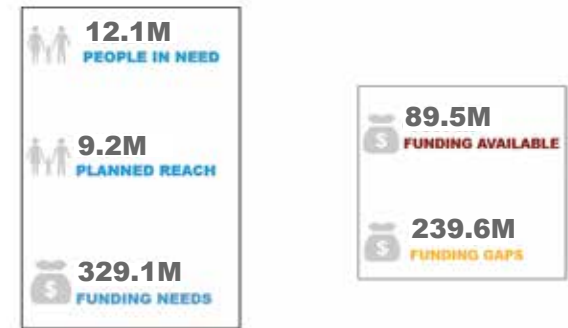 12.1M
PEOPLE IN NEED
9.2M
PLANNED REACH
329.1M
FUNDING NEEDS
89.5M
FUNDING AVAILABLE
239.6M
FUNDING GAPS